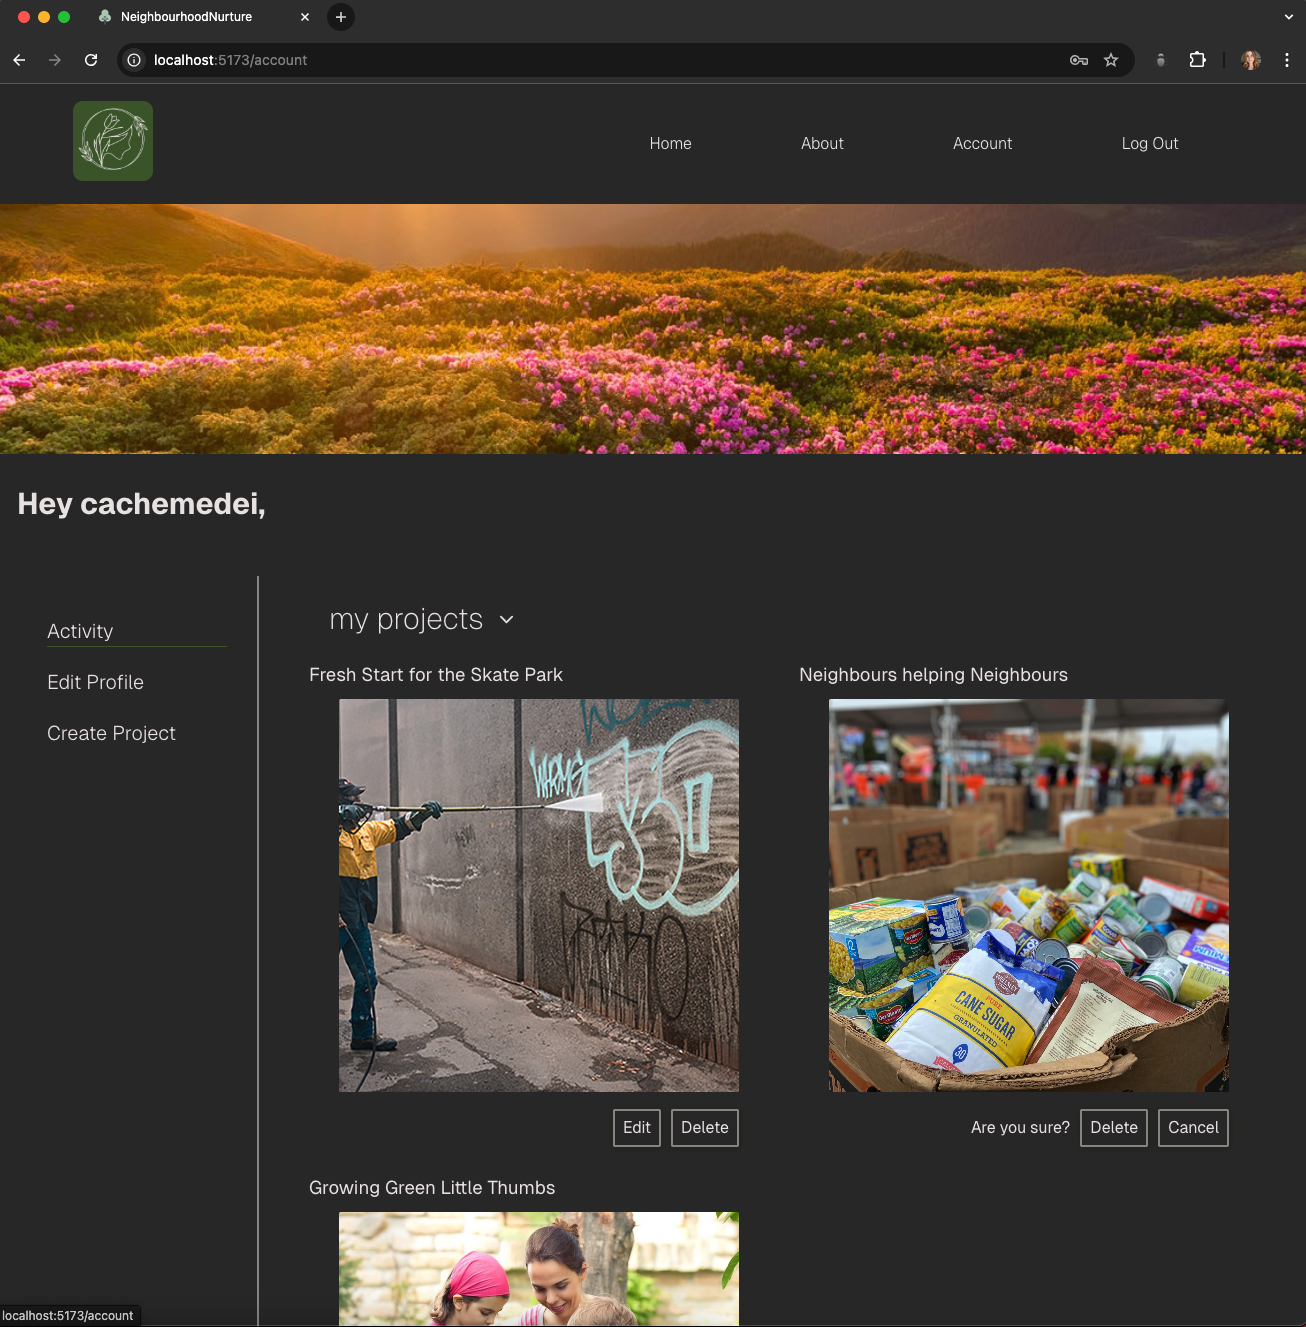 NeighbourhoodNurture
localhost:5173/account
Home About Account Log Out
Hey cachemedei,
Activity
Edit Profile
Create Project
my projects
Fresh Start for the Skate Park
Neighbours helping Neighbours
PURE
CANE SUGAR
GRANULATED
30
Edit Delete
Are you sure? Delete Cancel
Growing Green Little Thumbs
localhost:5173/account